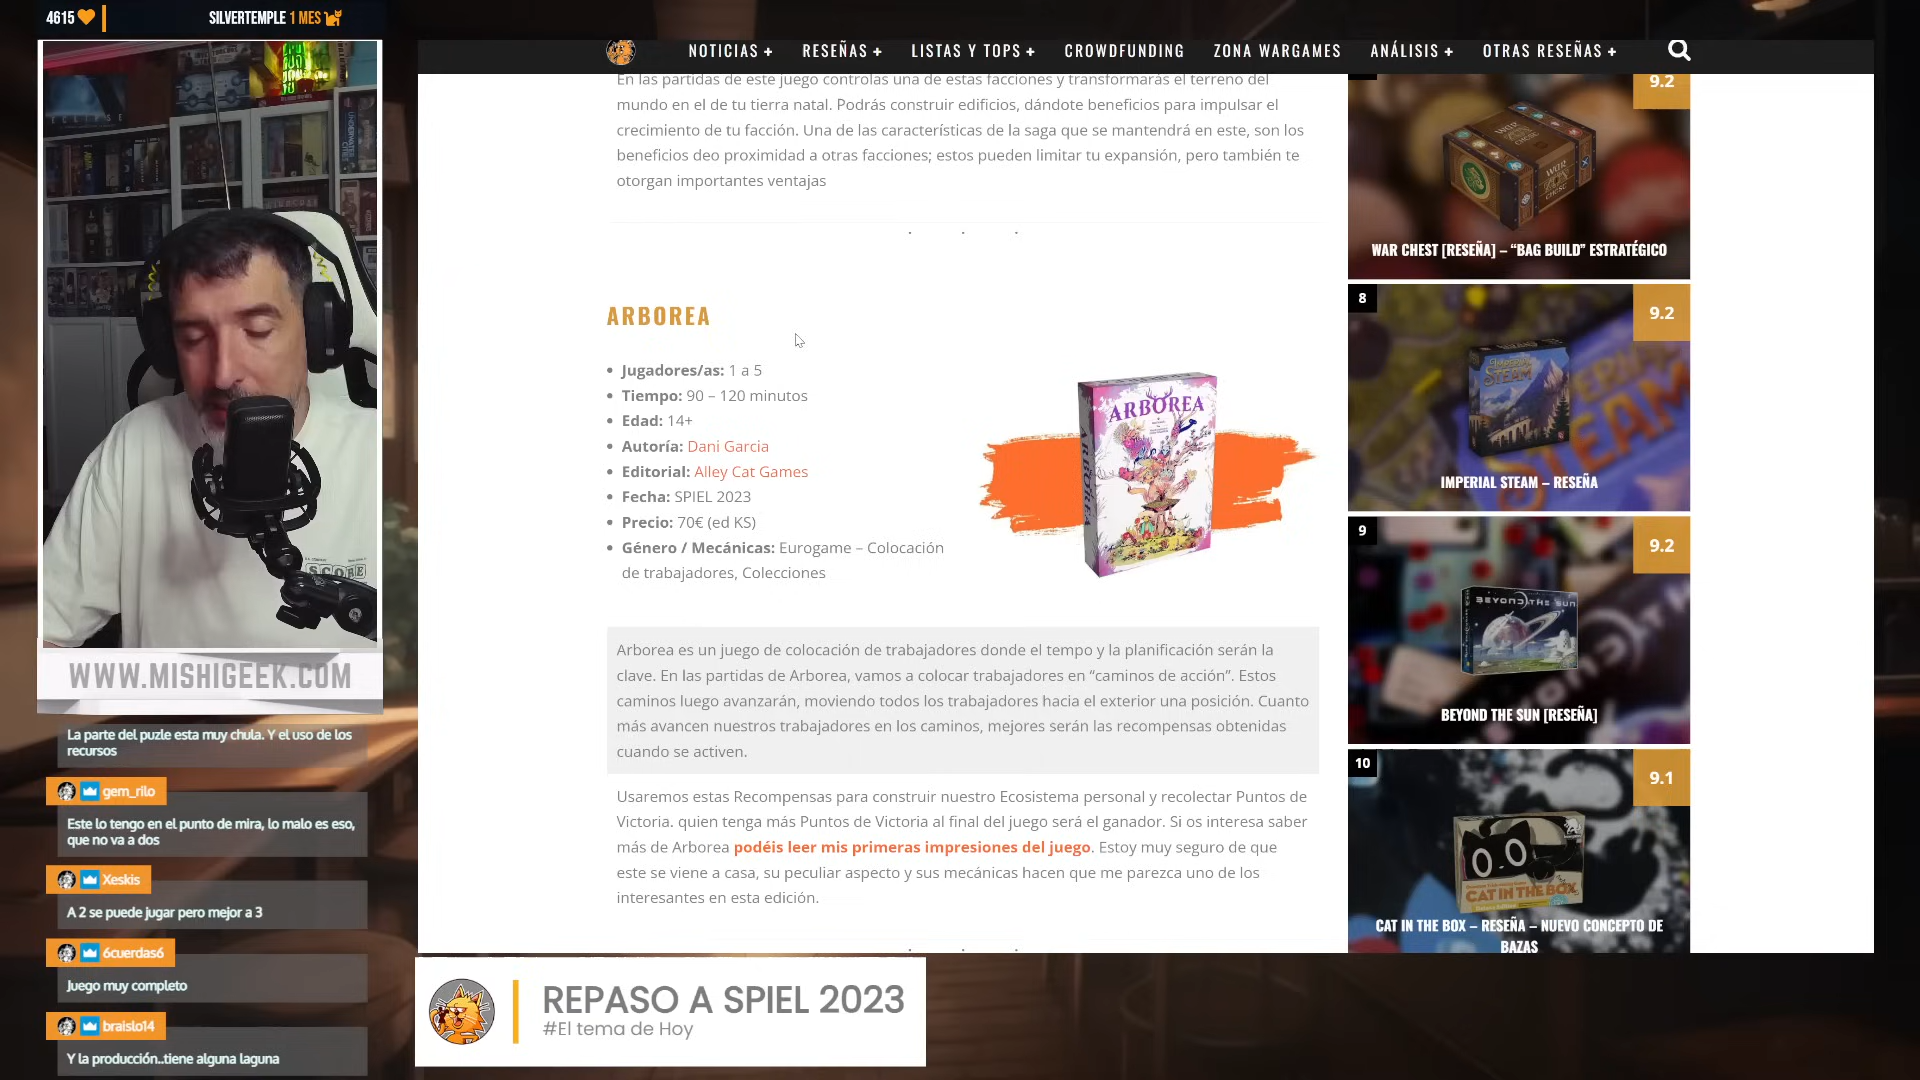 4615
SILVERTEMPLE 1 MES
NOTICIAS + RESEÑAS + LISTAS Y TOPS + CROWDFUNDING ZONA WARGAMES ANÁLISIS + OTRAS RESEÑAS +
En las partidas de este juego controlas una de estas facciones y transformarás el terreno del
mundo en el de tu tierra natal. Podrás construir edificios, dándote beneficios para impulsar el
crecimiento de tu facción. Una de las características de la saga que se mantendrá en este, son los
beneficios deo proximidad a otras facciones; estos pueden limitar tu expansión, pero también te
otorgan importantes ventajas
ARBOREA
• Jugadores/as: 1 a 5
• Tiempo: 90 – 120 minutos
• Edad: 14+
• Autoría: Dani Garcia
• Editorial: Alley Cat Games
• Fecha: SPIEL 2023
• Precio: 70€ (ed KS)
• Género / Mecánicas: Eurogame – Colocación
de trabajadores, Colecciones
ARBOREA
Arborea es un juego de colocación de trabajadores donde el tempo y la planificación serán la
clave. En las partidas de Arborea, vamos a colocar trabajadores en “caminos de acción”. Estos
caminos luego avanzarán, moviendo todos los trabajadores hacia el exterior una posición. Cuanto
más avancen nuestros trabajadores en los caminos, mejores serán las recompensas obtenidas
cuando se activen.
Usaremos estas Recompensas para construir nuestro Ecosistema personal y recolectar Puntos de
Victoria. quien tenga más Puntos de Victoria al final del juego será el ganador. Si os interesa saber
más de Arborea podéis leer mis primeras impresiones del juego. Estoy muy seguro de que
este se viene a casa, su peculiar aspecto y sus mecánicas hacen que me parezca uno de los
interesantes en esta edición.
9.2
WAR CHEST
WAR CHEST [RESEÑA] – “BAG BUILD” ESTRATÉGICO
8
9.2
IMPERIAL STEAM
IMPERIAL STEAM – RESEÑA
9
9.2
BEYOND THE SUN
BEYOND THE SUN [RESEÑA]
10
9.1
CAT IN THE BOX
CAT IN THE BOX – RESEÑA – NUEVO CONCEPTO DE
BAZAS
ECLIPSE
SCORE
WWW.MISHIGEEK.COM
La parte del puzle esta muy chula. Y el uso de los
recursos
gem_rilo
Este lo tengo en el punto de mira, lo malo es eso,
que no va a dos
Xeskis
A 2 se puede jugar pero mejor a 3
6cuerdas6
Juego muy completo
braislo14
Y la producción..tiene alguna laguna
REPASO A SPIEL 2023
#El tema de Hoy